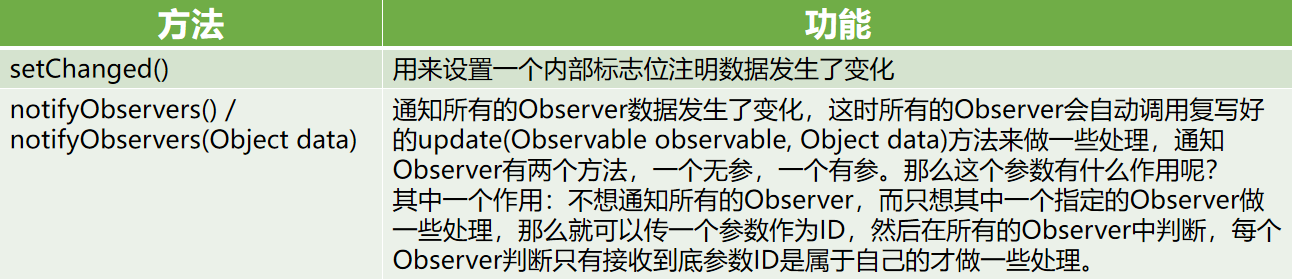 方法
功能
setChanged()
用来设置一个内部标志位注明数据发生了变化
notifyObservers() /
notifyObservers(Object data)
通知所有的Observer数据发生了变化，这时所有的Observer会自动调用复写好
的update(Observable observable, Object data)方法来做一些处理，通知
Observer有两个方法，一个无参，一个有参。那么这个参数有什么作用呢？
其中一个作用：不想通知所有的Observer，而只想其中一个指定的Observer做
一些处理，那么就可以传一个参数作为ID，然后在所有的Observer中判断，每个
Observer判断只有接收到底参数ID是属于自己的才做一些处理。